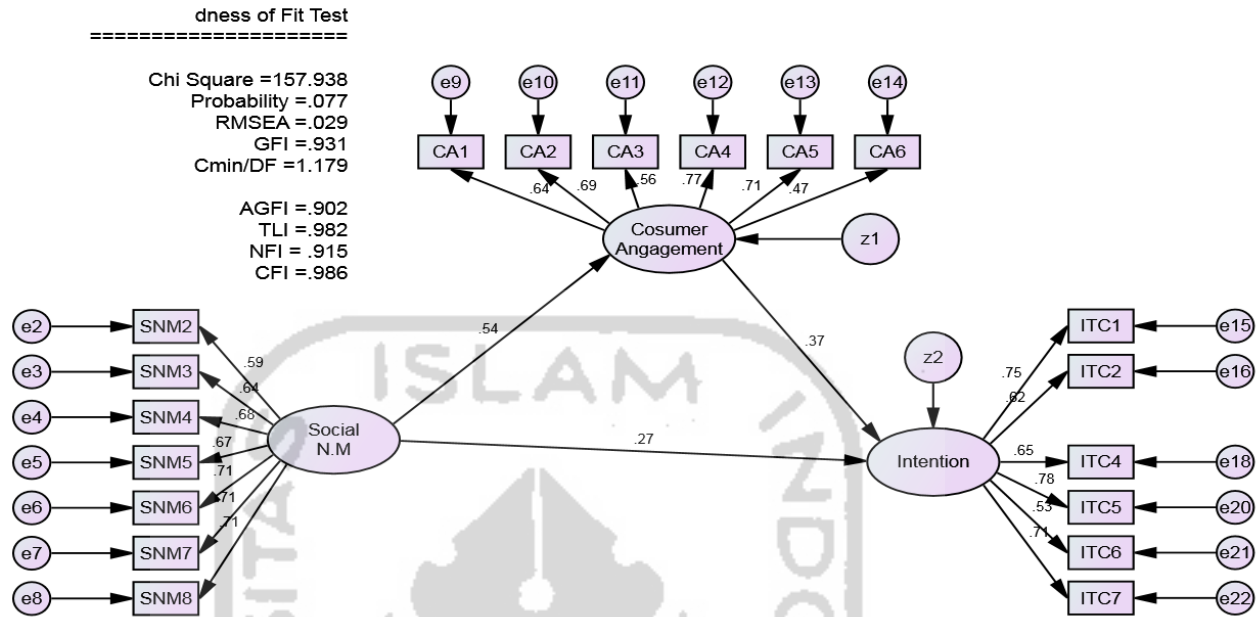 dness of Fit Test
=====================
Chi Square =157.938
Probability =.077
RMSEA =.029
GFI =.931
Cmin/DF =1.179
AGFI =.902
TLI =.982
NFI =.915
CFI =.986
e9 e10 e11 e12 e13 e14
CA1 CA2 CA3 CA4 CA5 CA6
.64 .69 .56 .77 .71 .47
Cosumer
Angagement
z1
.54
.37
z2
e2 SNM2
e3 SNM3
e4 SNM4
e5 SNM5
e6 SNM6
e7 SNM7
e8 SNM8
.59
.64
.68
.67
.71
.71
.71
Social
N.M
.27
Intention
.75
.62
.65
.78
.53
.71
ITC1 e15
ITC2 e16
ITC4 e18
ITC5 e20
ITC6 e21
ITC7 e22
ISLAM